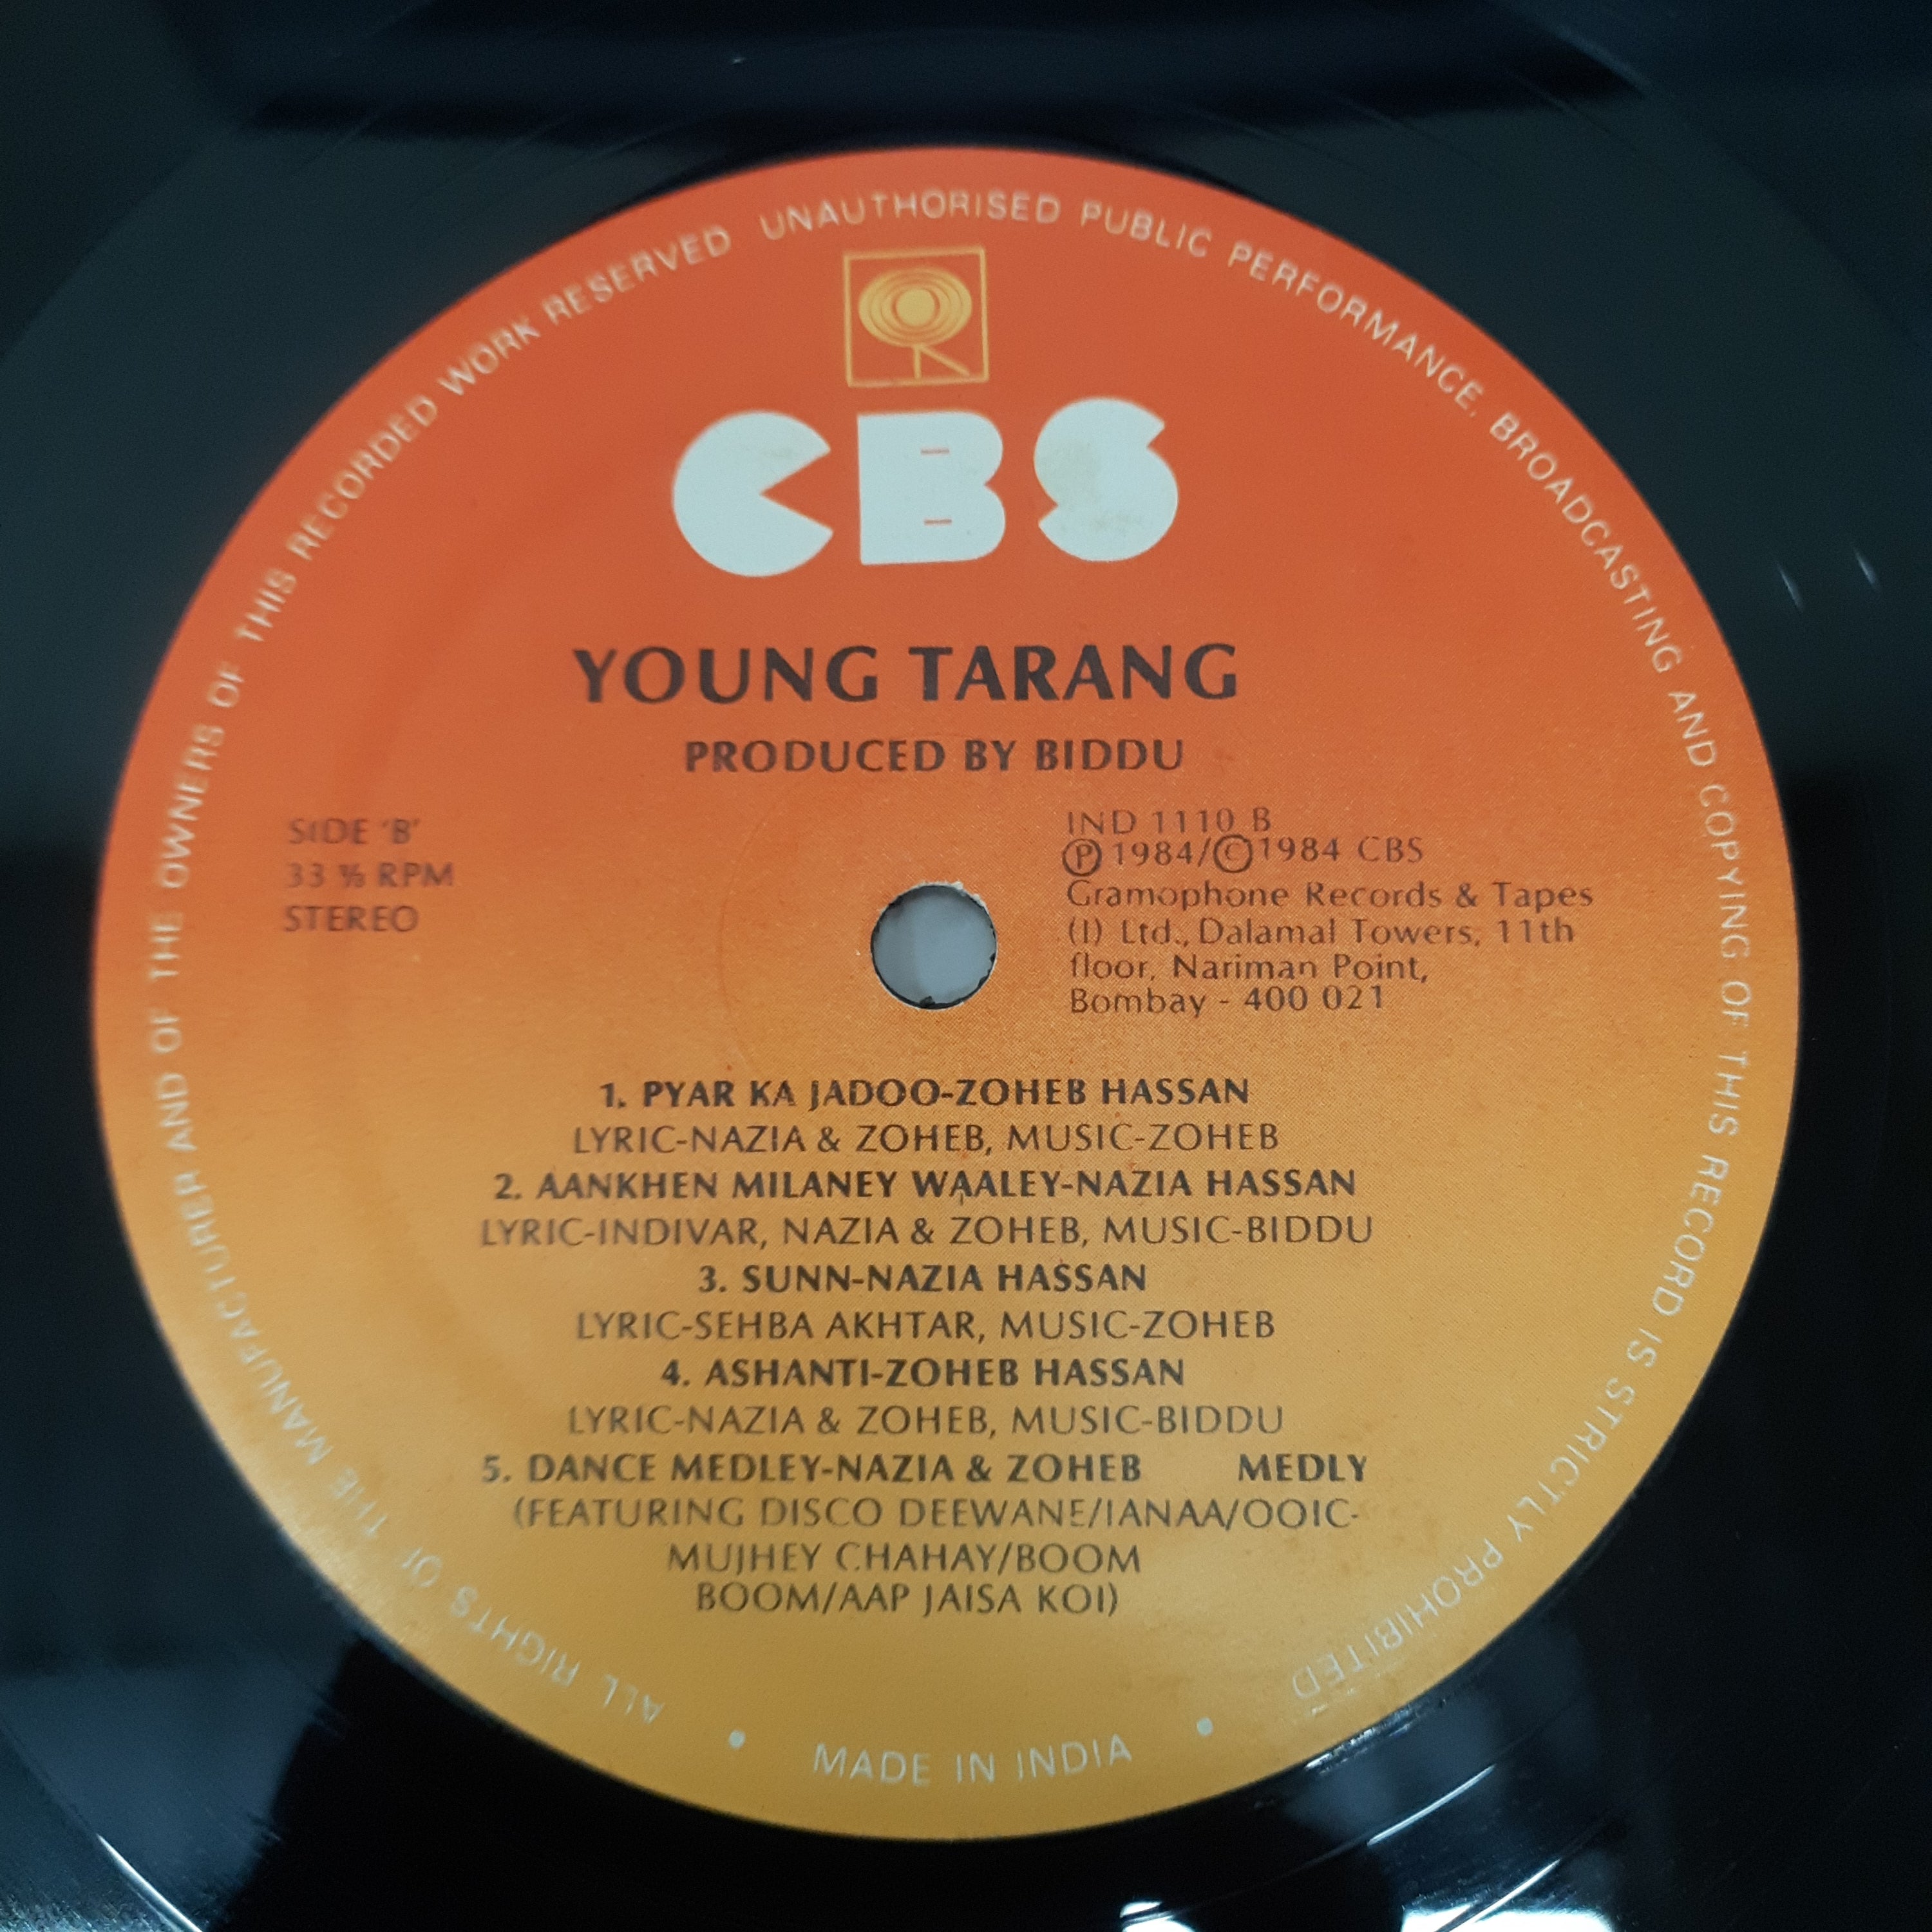 ALL RIGHTS OF THE MANUFACTURER AND OF THE OWNERS OF THIS RECORDED WORK RESERVED UNAUTHORISED PUBLIC PERFORMANCE, BROADCASTING AND COPYING OF THIS RECORD IS STRICTLY PROHIBITED
CBS
YOUNG TARANG
PRODUCED BY BIDDU
SIDE 'B'
33 ⅓ RPM
STEREO
IND 1110 B
Ⓟ1984/©1984 CBS
Gramophone Records & Tapes
(I) Ltd., Dalamal Towers, 11th
floor, Nariman Point,
Bombay - 400 021
1. PYAR KA JADOO-ZOHEB HASSAN
LYRIC-NAZIA & ZOHEB, MUSIC-ZOHEB
2. AANKHEN MILANEY WAALEY-NAZIA HASSAN
LYRIC-INDIVAR, NAZIA & ZOHEB, MUSIC-BIDDU
3. SUNN-NAZIA HASSAN
LYRIC-SEHBA AKHTAR, MUSIC-ZOHEB
4. ASHANTI-ZOHEB HASSAN
LYRIC-NAZIA & ZOHEB, MUSIC-BIDDU
5. DANCE MEDLEY-NAZIA & ZOHEB MEDLY
(FEATURING DISCO DEEWANE/IANAA/OOIC-
MUJHEY CHAHAY/BOOM
BOOM/AAP JAISA KOI)
• MADE IN INDIA •